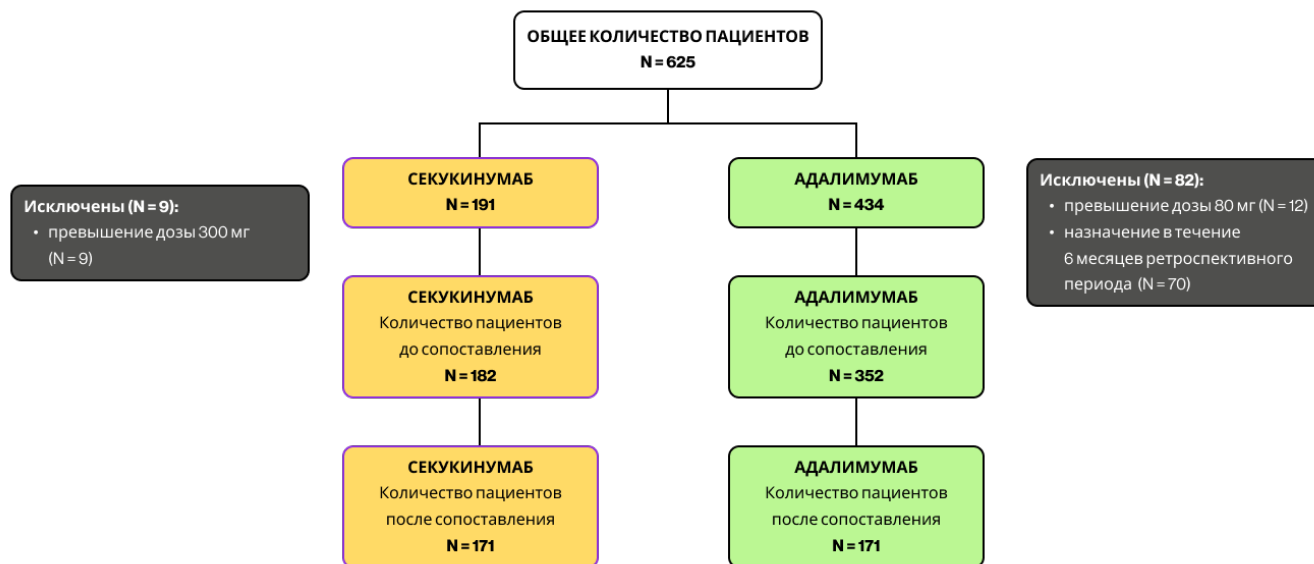 ОБЩЕЕ КОЛИЧЕСТВО ПАЦИЕНТОВ
N = 625
СЕКУКИНУМАБ
N = 191
АДАЛИМУМАБ
N = 434
Исключены (N = 9):
• превышение дозы 300 мг
(N = 9)
Исключены (N = 82):
• превышение дозы 80 мг (N = 12)
• назначение в течение
6 месяцев ретроспективного
периода (N = 70)
СЕКУКИНУМАБ
Количество пациентов
до сопоставления
N = 182
АДАЛИМУМАБ
Количество пациентов
до сопоставления
N = 352
СЕКУКИНУМАБ
Количество пациентов
после сопоставления
N = 171
АДАЛИМУМАБ
Количество пациентов
после сопоставления
N = 171